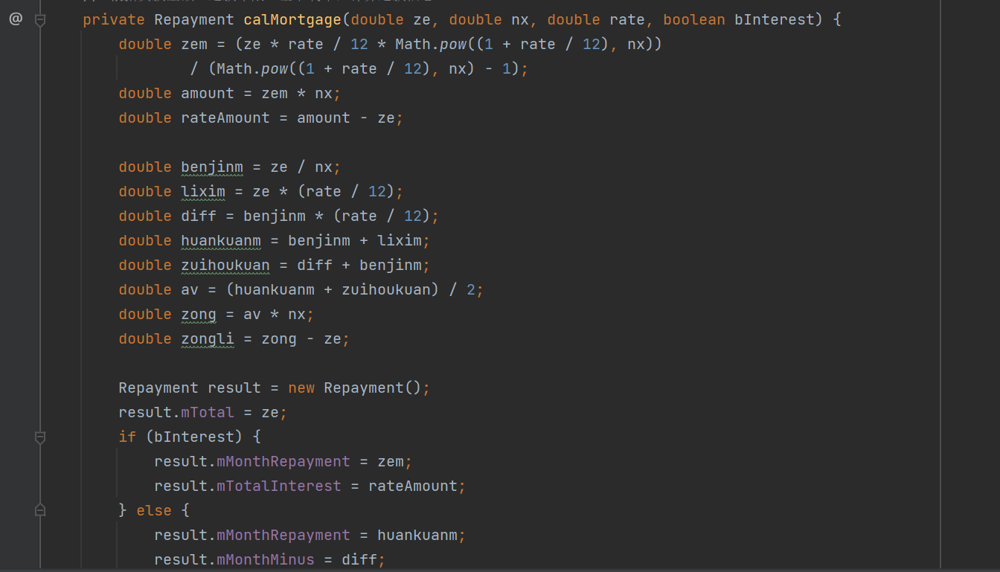 @
private Repayment calMortgage(double ze, double nx, double rate, boolean bInterest) {
double zem = (ze * rate / 12 * Math.pow((1 + rate / 12), nx))
/ (Math.pow((1 + rate / 12), nx) - 1);
double amount = zem * nx;
double rateAmount = amount - ze;
double benjinm = ze / nx;
double lixim = ze * (rate / 12);
double diff = benjinm * (rate / 12);
double huankuanm = benjinm + lixim;
double zuihoukuan = diff + benjinm;
double av = (huankuanm + zuihoukuan) / 2;
double zong = av * nx;
double zongli = zong - ze;
Repayment result = new Repayment();
result.mTotal = ze;
if (bInterest) {
result.mMonthRepayment = zem;
result.mTotalInterest = rateAmount;
} else {
result.mMonthRepayment = huankuanm;
result.mMonthMinus = diff;